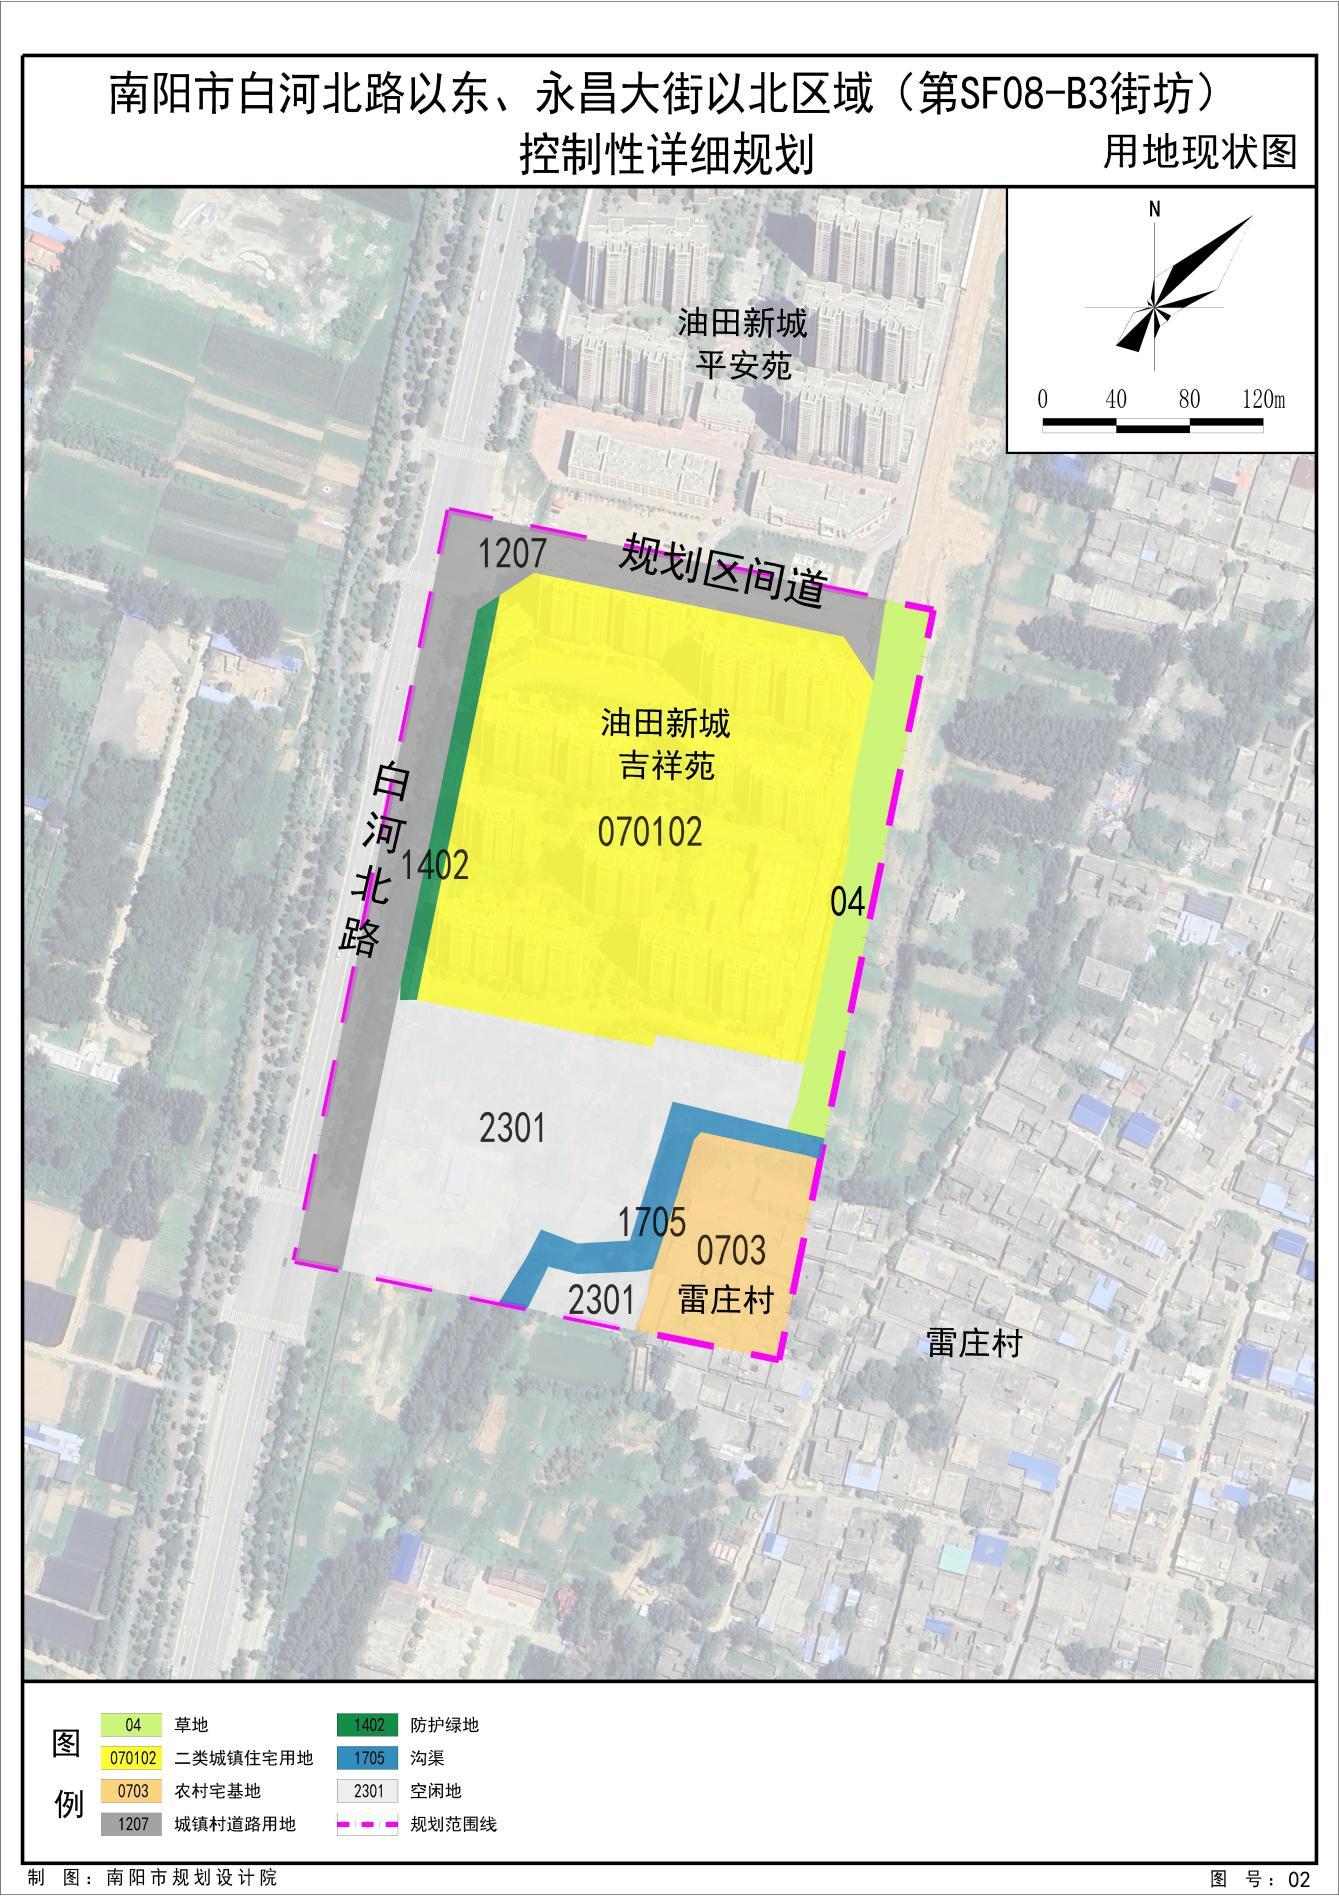 南阳市白河北路以东、永昌大街以北区域（第SF08-B3街坊）
控制性详细规划
用地现状图
N
0 40 80 120m
油田新城
平安苑
1207
规划区间道
油田新城
吉祥苑
070102
白河北路
1402
04
2301
1705
0703
雷庄村
2301
雷庄村
图例
04 草地
070102 二类城镇住宅用地
0703 农村宅基地
1207 城镇村道路用地
1402 防护绿地
1705 沟渠
2301 空闲地
规划范围线
制 图：南阳市规划设计院
图 号：02